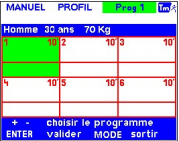 MANUEL PROFIL Prog 1 Tm
Homme 30 ans 70 Kg
1 10' 2 10' 3 10'
4 10' 5 10' 6 10'
+ - choisir le programme
ENTER valider MODE sortir